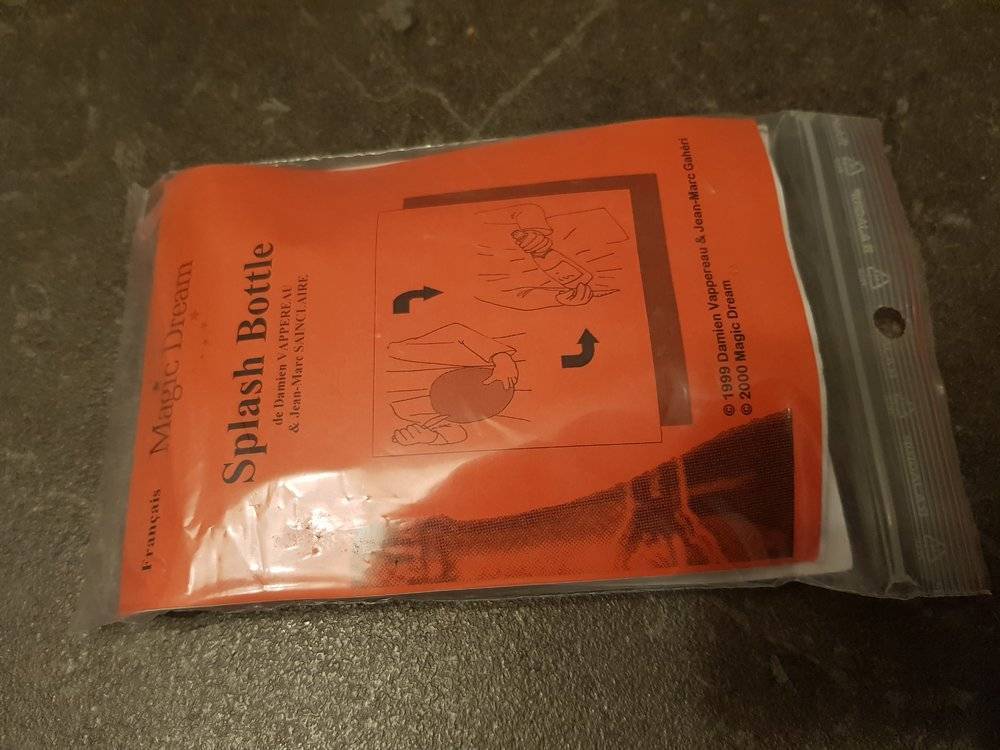 Français
Magic Dream
Splash Bottle
de Damien VAPPEREAU
& Jean-Marc SAINCLAIRE
© 1999 Damien Vappereau & Jean-Marc Gahéri
© 2000 Magic Dream